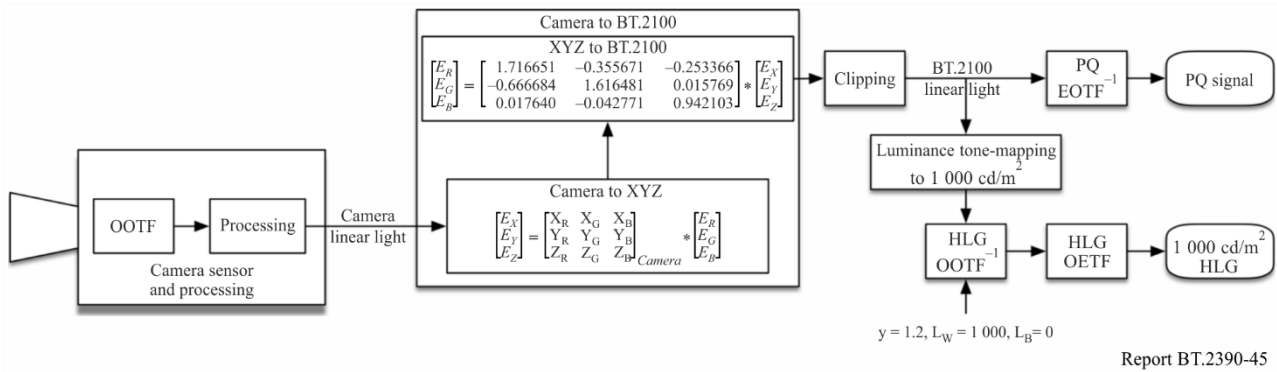 Camera to BT.2100
XYZ to BT.2100
[E_R] = [1.716651 –0.355671 –0.253366] * [E_X]
[E_G] = [–0.666684 1.616481 0.015769] * [E_Y]
[E_B] = [0.017640 –0.042771 0.942103] * [E_Z]
Camera to XYZ
[E_X] = [X_R X_G X_B] * [E_R]
[E_Y] = [Y_R Y_G Y_B] * [E_G]
[E_Z] = [Z_R Z_G Z_B]_Camera * [E_B]
OOTF
Processing
Camera sensor
and processing
Camera
linear light
Clipping
BT.2100
linear light
PQ
EOTF⁻¹
PQ signal
Luminance tone-mapping
to 1 000 cd/m²
HLG
OOTF⁻¹
HLG
OETF
1 000 cd/m²
HLG
y = 1.2, L_W = 1 000, L_B= 0
Report BT.2390-45